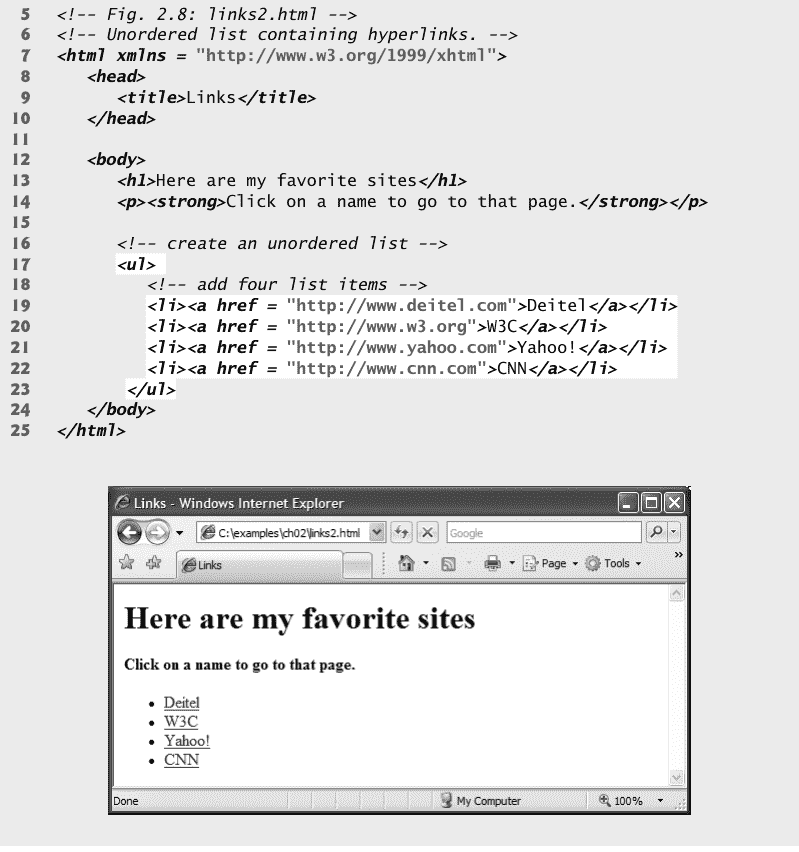 5 <!-- Fig. 2.8: links2.html -->
6 <!-- Unordered list containing hyperlinks. -->
7 <html xmlns = "http://www.w3.org/1999/xhtml">
8 <head>
9 <title>Links</title>
10 </head>
11
12 <body>
13 <h1>Here are my favorite sites</h1>
14 <p><strong>Click on a name to go to that page.</strong></p>
15
16 <!-- create an unordered list -->
17 <ul>
18 <!-- add four list items -->
19 <li><a href = "http://www.deitel.com">Deitel</a></li>
20 <li><a href = "http://www.w3.org">W3C</a></li>
21 <li><a href = "http://www.yahoo.com">Yahoo!</a></li>
22 <li><a href = "http://www.cnn.com">CNN</a></li>
23 </ul>
24 </body>
25 </html>
Links - Windows Internet Explorer
C:\examples\ch02\links2.html Google
Links Page Tools »
Here are my favorite sites
Click on a name to go to that page.
• Deitel
• W3C
• Yahoo!
• CNN
Done My Computer 100%